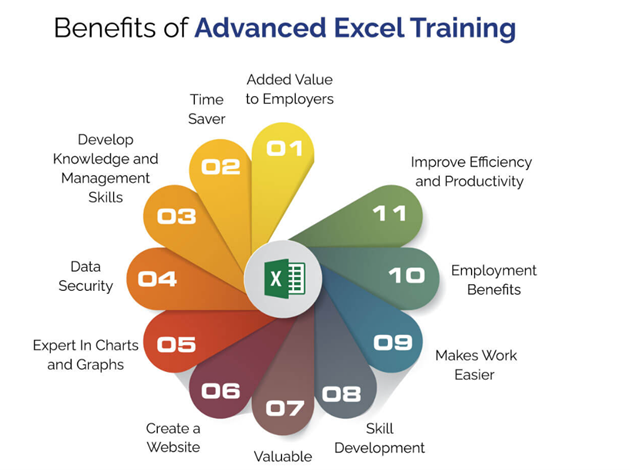 Benefits of Advanced Excel Training
01
Added Value
to Employers
02
Time
Saver
03
Develop
Knowledge and
Management
Skills
04
Data
Security
05
Expert In Charts
and Graphs
06
Create a
Website
07
Valuable
08
Skill
Development
09
Makes Work
Easier
10
Employment
Benefits
11
Improve Efficiency
and Productivity
X